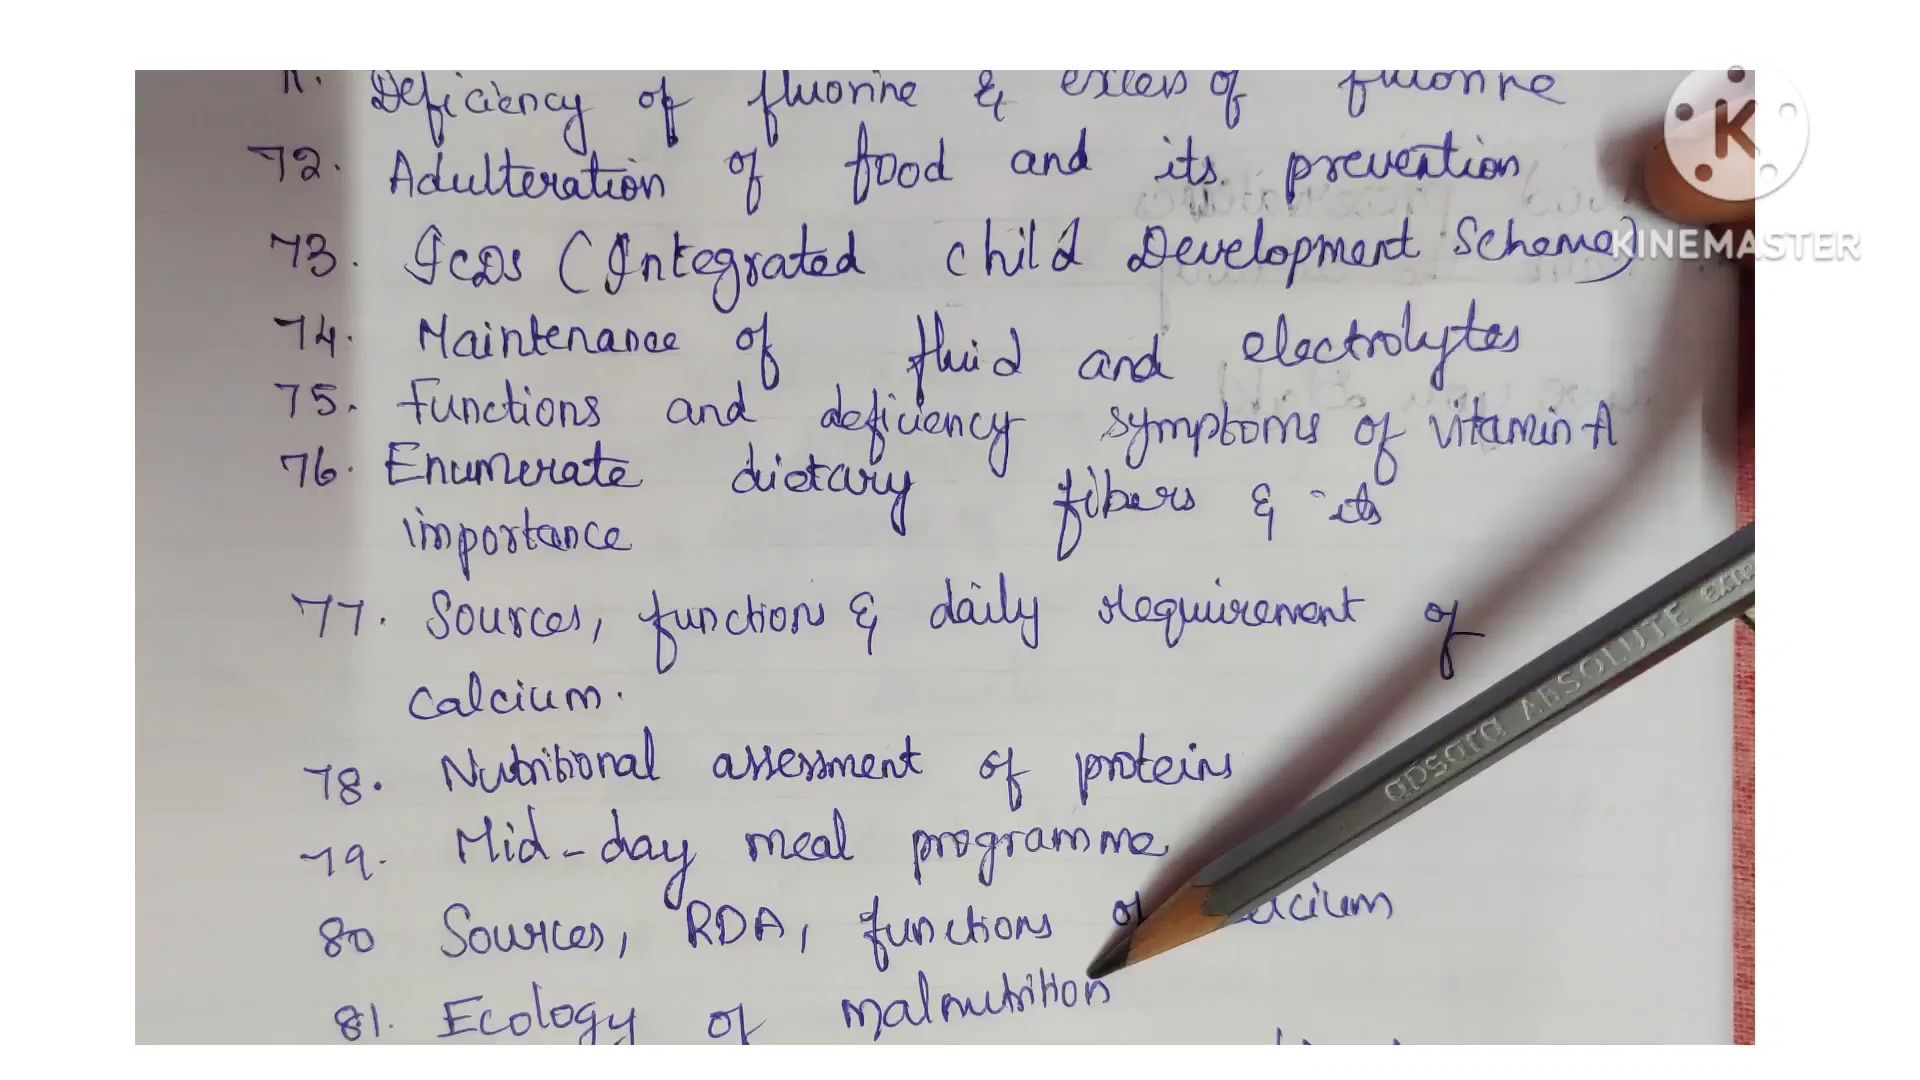 Deficiency of fluorine & excess of fluorine
72. Adulteration of food and its prevention
73. ICDS (Integrated child Development Scheme)
74. Maintenance of fluid and electrolytes
75. Functions and deficiency symptoms of vitamin-A
76. Enumerate dietary fibers & its
importance
77. Sources, functions & daily requirement of
calcium.
78. Nutritional assessment of proteins
79. Mid-day meal programme
80 Sources, RDA, functions of
81. Ecology of malnutrition
apsara ABSOLUTE
K
KINEMASTER